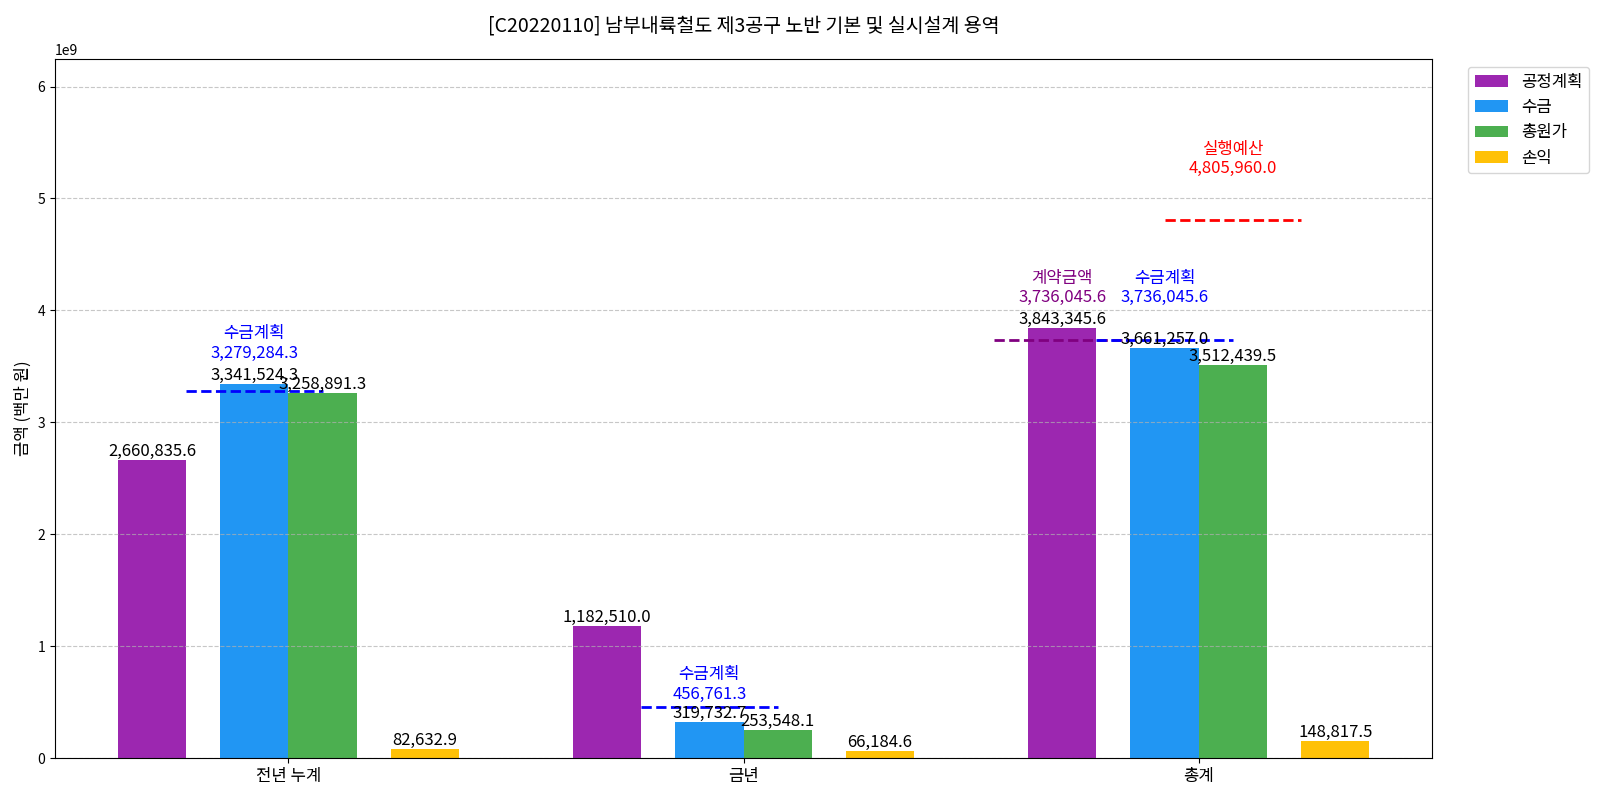 [C20220110] 남부내륙철도 제3공구 노반 기본 및 실시설계 용역
1e9
6
5
4
3
2
1
0
금액 (백만 원)
공정계획
수금
총원가
손익
실행예산
4,805,960.0
계약금액
3,736,045.6
수금계획
3,736,045.6
3,843,345.6
3,661,257.0
3,512,439.5
148,817.5
수금계획
3,279,284.3
3,341,524.3
3,258,891.3
2,660,835.6
82,632.9
1,182,510.0
수금계획
456,761.3
319,732.7
253,548.1
66,184.6
전년 누계
금년
총계